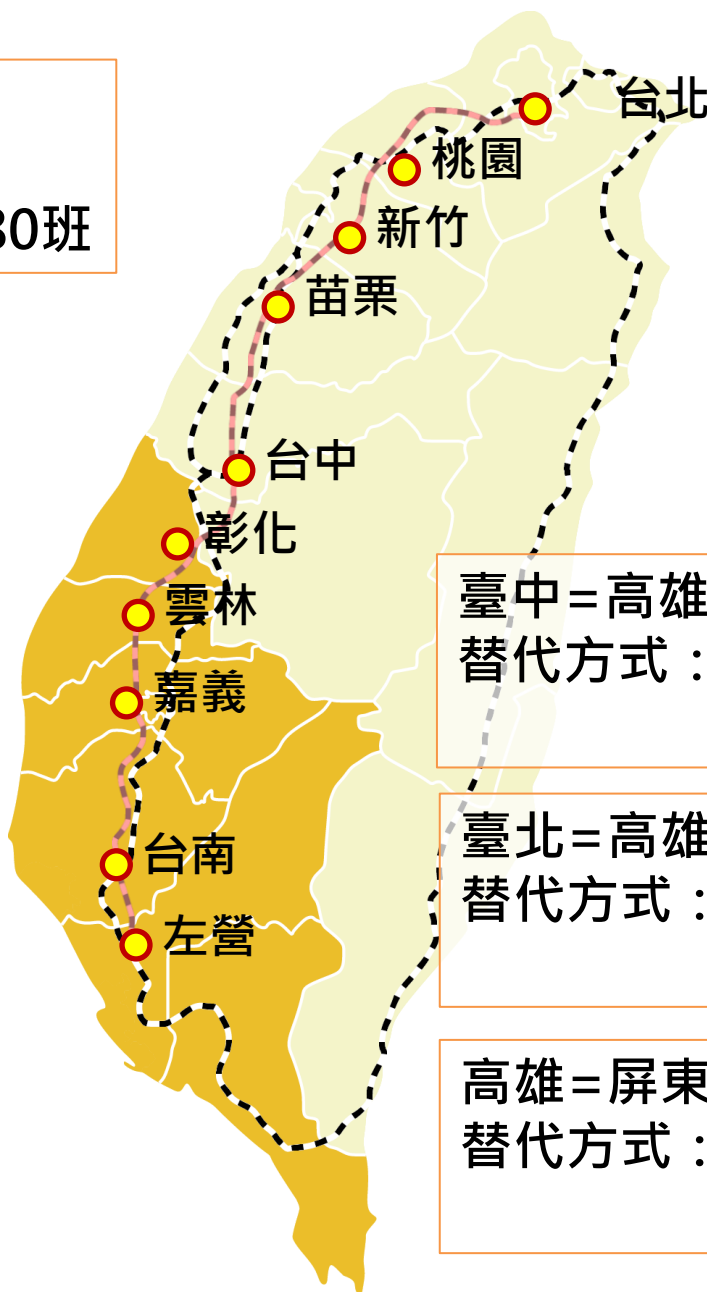 台北
桃園
80班
新竹
苗栗
台中
彰化
雲林
臺中=高雄
替代方式：
嘉義
臺北=高雄
替代方式：
台南
左營
高雄=屏東
替代方式：